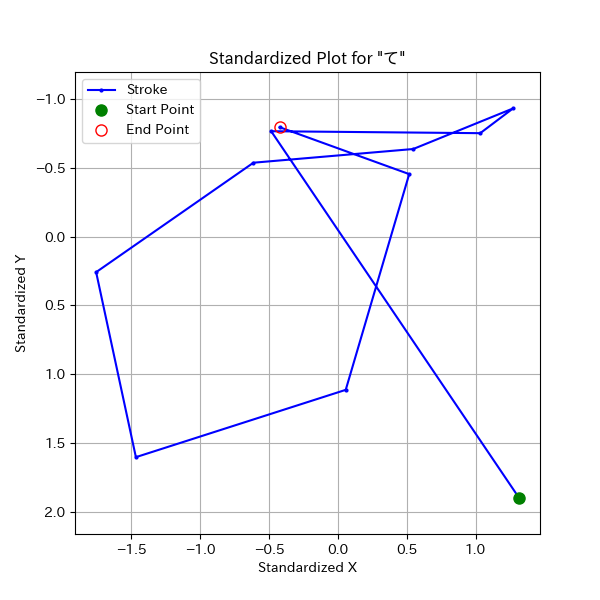 Standardized Plot for "て"
Stroke
Start Point
End Point
−1.0
−0.5
0.0
0.5
1.0
1.5
2.0
Standardized Y
−1.5
−1.0
−0.5
0.0
0.5
1.0
Standardized X